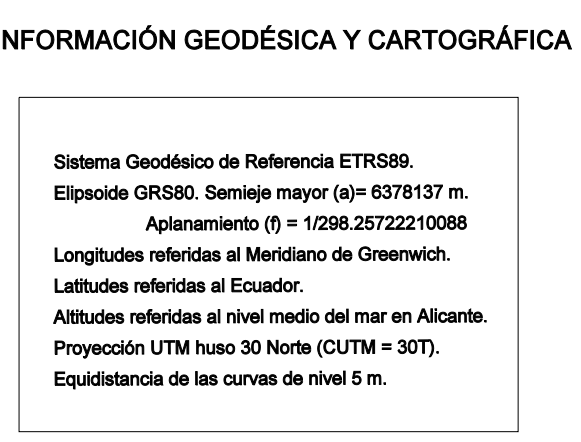 NFORMACIÓN GEODÉSICA Y CARTOGRÁFICA
Sistema Geodésico de Referencia ETRS89.
Elipsoide GRS80. Semieje mayor (a)= 6378137 m.
Aplanamiento (f) = 1/298.25722210088
Longitudes referidas al Meridiano de Greenwich.
Latitudes referidas al Ecuador.
Altitudes referidas al nivel medio del mar en Alicante.
Proyección UTM huso 30 Norte (CUTM = 30T).
Equidistancia de las curvas de nivel 5 m.